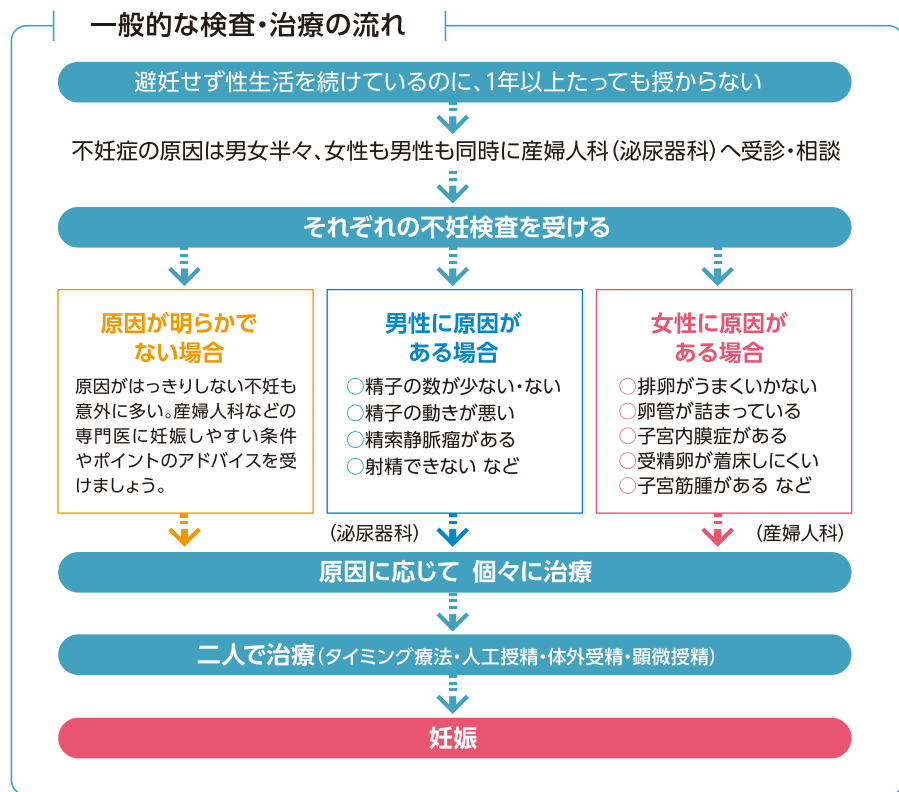 一般的な検査・治療の流れ
避妊せず性生活を続けているのに、1年以上たっても授からない
不妊症の原因は男女半々、女性も男性も同時に産婦人科(泌尿器科)へ受診・相談
それぞれの不妊検査を受ける
原因が明らかで
ない場合
原因がはっきりしない不妊も
意外に多い。産婦人科などの
専門医に妊娠しやすい条件
やポイントのアドバイスを受
けましょう。
男性に原因が
ある場合
○精子の数が少ない・ない
○精子の動きが悪い
○精索静脈瘤がある
○射精できない など
女性に原因が
ある場合
○排卵がうまくいかない
○卵管が詰まっている
○子宮内膜症がある
○受精卵が着床しにくい
○子宮筋腫がある など
(泌尿器科)
(産婦人科)
原因に応じて 個々に治療
二人で治療(タイミング療法・人工授精・体外受精・顕微授精)
妊娠